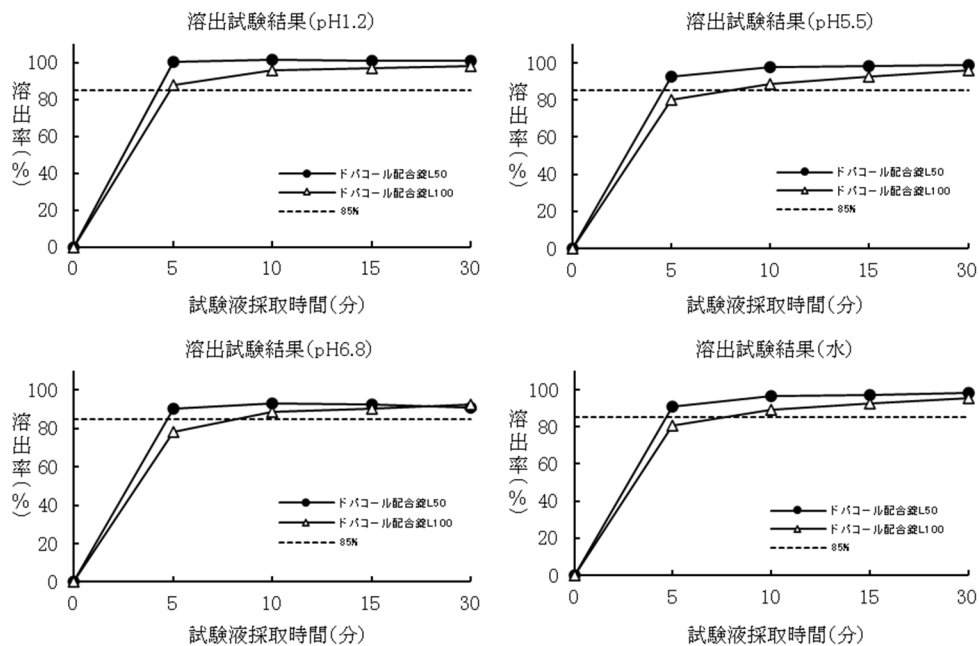 溶出試験結果(pH1.2)
100
80
60
40
20
0
溶出率(%)
ドパコール配合錠L50
ドパコール配合錠L100
85%
0 5 10 15 30
試験液採取時間(分)
溶出試験結果(pH5.5)
100
80
60
40
20
0
溶出率(%)
ドパコール配合錠L50
ドパコール配合錠L100
85%
0 5 10 15 30
試験液採取時間(分)
溶出試験結果(pH6.8)
100
80
60
40
20
0
溶出率(%)
ドパコール配合錠L50
ドパコール配合錠L100
85%
0 5 10 15 30
試験液採取時間(分)
溶出試験結果(水)
100
80
60
40
20
0
溶出率(%)
ドパコール配合錠L50
ドパコール配合錠L100
85%
0 5 10 15 30
試験液採取時間(分)